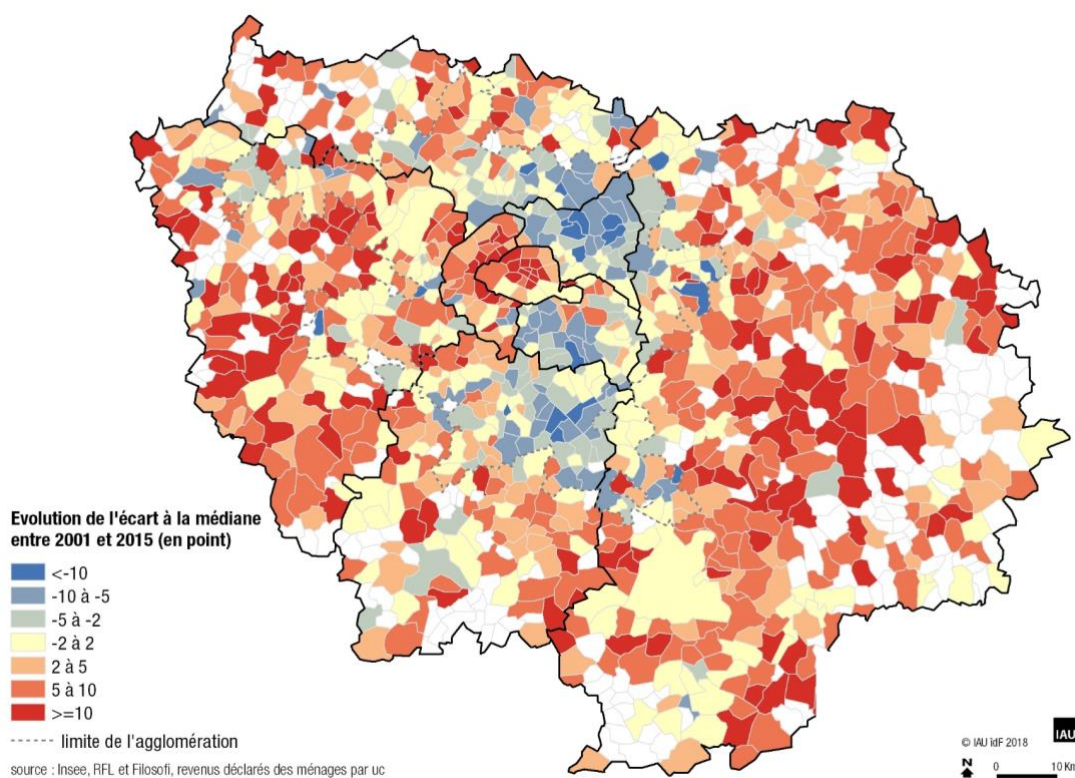 Evolution de l'écart à la médiane
entre 2001 et 2015 (en point)
<-10
-10 à -5
-5 à -2
-2 à 2
2 à 5
5 à 10
>=10
limite de l'agglomération
source : Insee, RFL et Filosofi, revenus déclarés des ménages par uc
© IAU îdF 2018
IAU
N
0 10 Km